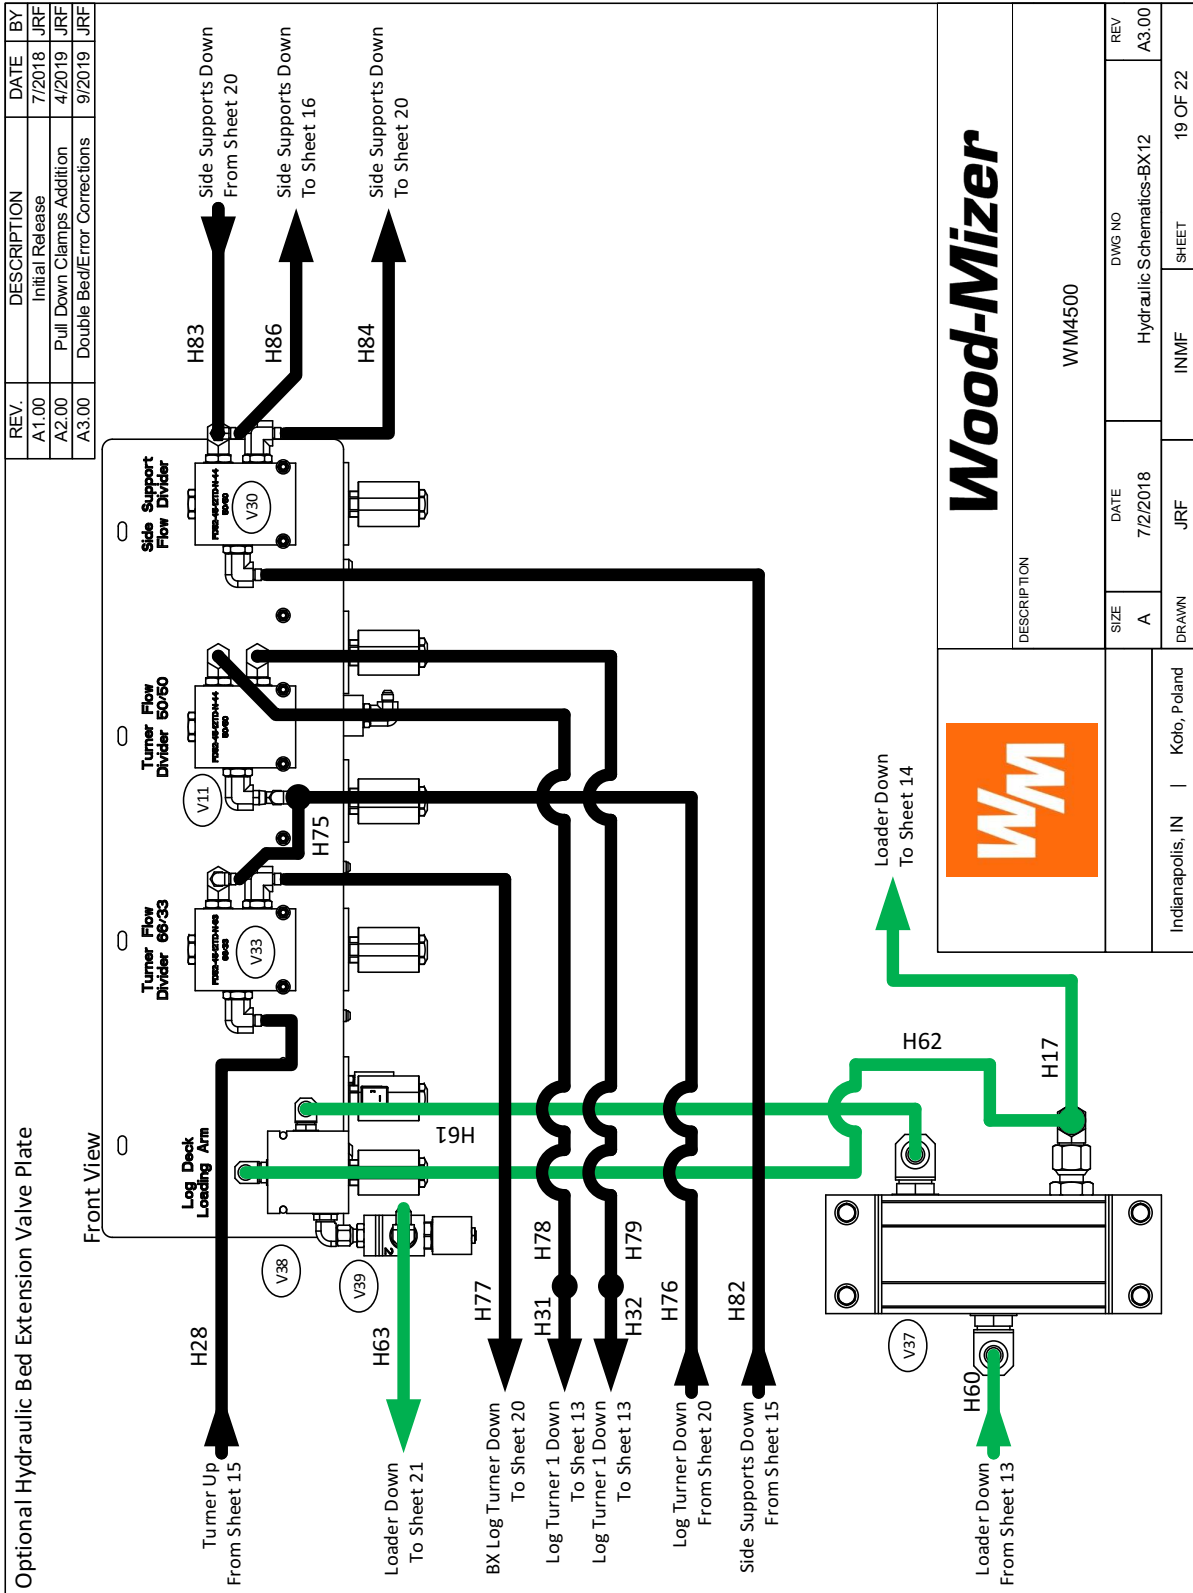 Optional Hydraulic Bed Extension Valve Plate
REV. DESCRIPTION DATE BY
A1.00 Initial Release 7/2018 JRF
A2.00 Pull Down Clamps Addition 4/2019 JRF
A3.00 Double Bed/Error Corrections 9/2019 JRF
Front View
Log Deck
Loading Arm
Turner Flow
Divider 66/33
Turner Flow
Divider 50/50
Side Support
Flow Divider
66/33
50/50
50/50
V38
V39
V33
V11
V30
V37
2
Turner Up
From Sheet 15
H28
Loader Down
To Sheet 21
H63
BX Log Turner Down
To Sheet 20
H77
Log Turner 1 Down
To Sheet 13
H31
H78
Log Turner 1 Down
To Sheet 13
H32
H79
Log Turner Down
From Sheet 20
H76
Side Supports Down
From Sheet 15
H82
Loader Down
From Sheet 13
H60
H61
H62
H17
H75
Loader Down
To Sheet 14
H83
Side Supports Down
From Sheet 20
H86
Side Supports Down
To Sheet 16
H84
Side Supports Down
To Sheet 20
WM
Wood-Mizer
DESCRIPTION
WM4500
SIZE DATE DWG NO REV
A 7/2/2018 Hydraulic Schematics-BX12 A3.00
Indianapolis, IN | Koło, Poland
DRAWN JRF INMF SHEET 19 OF 22